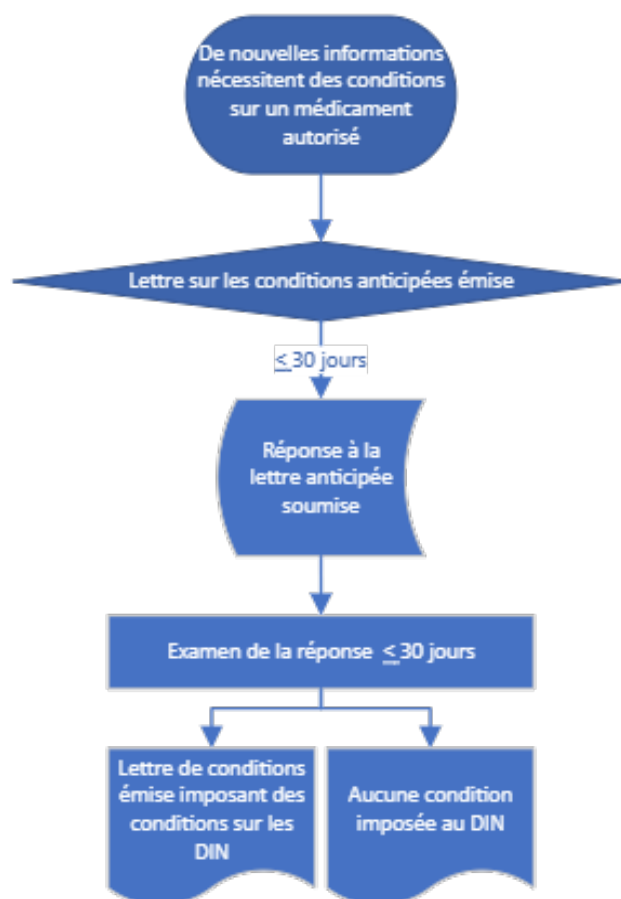 De nouvelles informations
nécessitent des conditions
sur un médicament
autorisé
Lettre sur les conditions anticipées émise
≤ 30 jours
Réponse à la
lettre anticipée
soumise
Examen de la réponse ≤ 30 jours
Lettre de conditions
émise imposant des
conditions sur les
DIN
Aucune condition
imposée au DIN